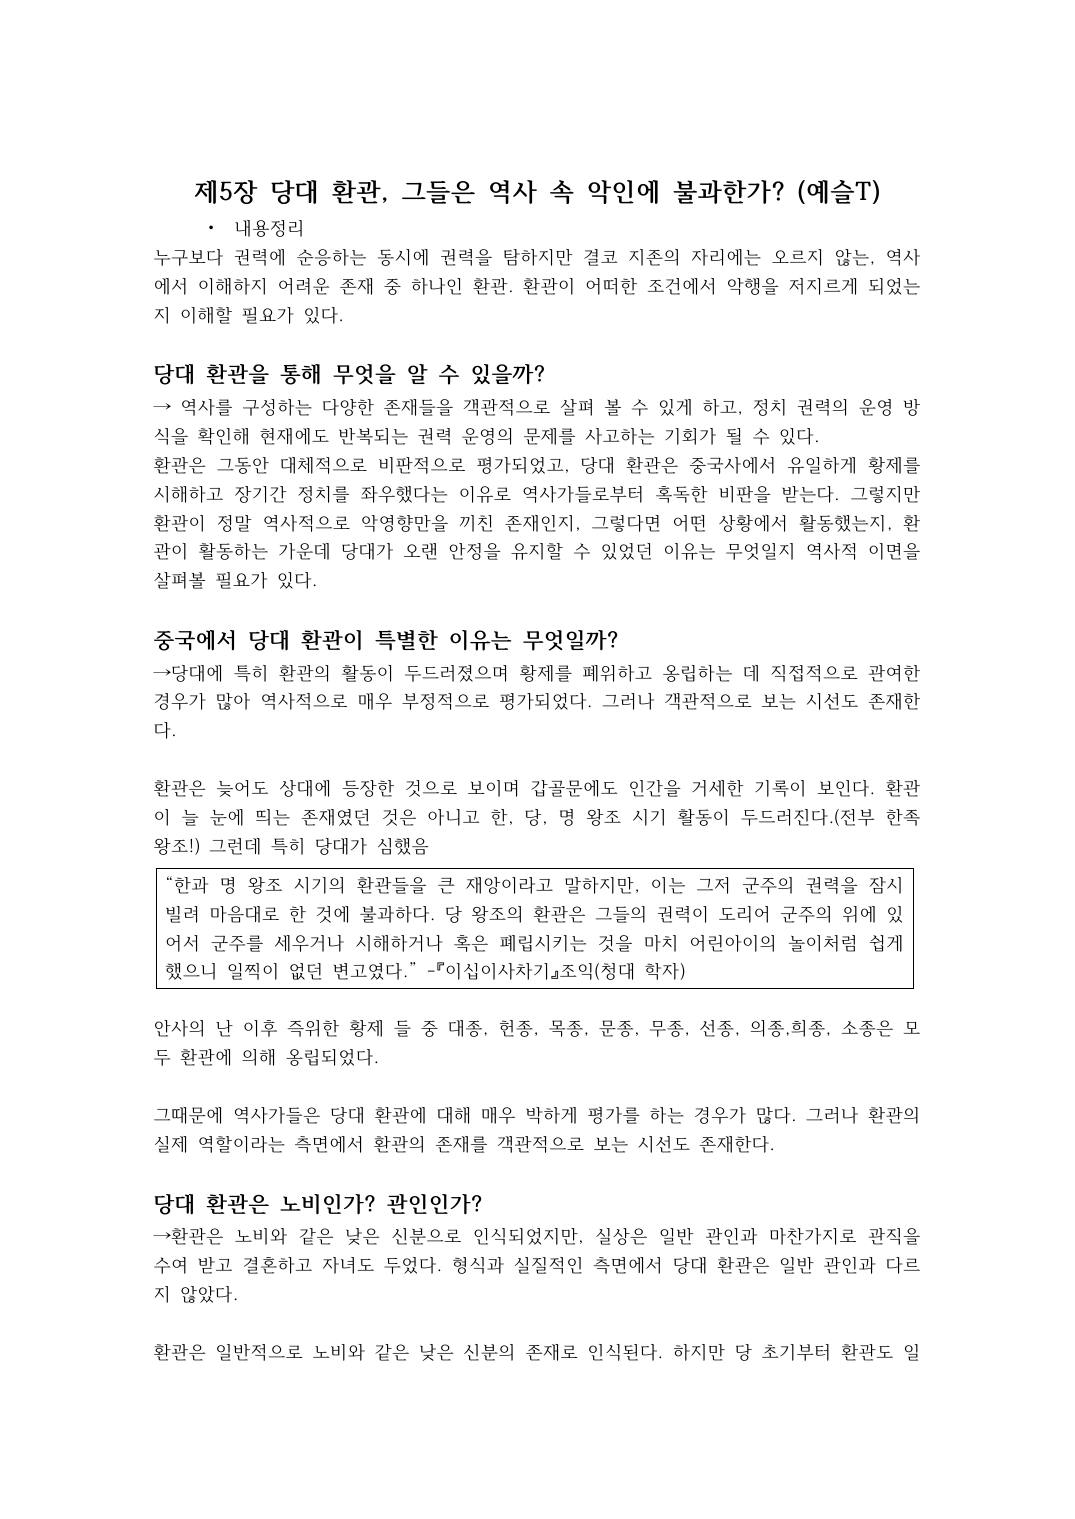 제5장 당대 환관, 그들은 역사 속 악인에 불과한가? (예슬T)
• 내용정리
누구보다 권력에 순응하는 동시에 권력을 탐하지만 결코 지존의 자리에는 오르지 않는, 역사
에서 이해하지 어려운 존재 중 하나인 환관. 환관이 어떠한 조건에서 악행을 저지르게 되었는
지 이해할 필요가 있다.
당대 환관을 통해 무엇을 알 수 있을까?
→ 역사를 구성하는 다양한 존재들을 객관적으로 살펴 볼 수 있게 하고, 정치 권력의 운영 방
식을 확인해 현재에도 반복되는 권력 운영의 문제를 사고하는 기회가 될 수 있다.
환관은 그동안 대체적으로 비판적으로 평가되었고, 당대 환관은 중국사에서 유일하게 황제를
시해하고 장기간 정치를 좌우했다는 이유로 역사가들로부터 혹독한 비판을 받는다. 그렇지만
환관이 정말 역사적으로 악영향만을 끼친 존재인지, 그렇다면 어떤 상황에서 활동했는지, 환
관이 활동하는 가운데 당대가 오랜 안정을 유지할 수 있었던 이유는 무엇일지 역사적 이면을
살펴볼 필요가 있다.
중국에서 당대 환관이 특별한 이유는 무엇일까?
→당대에 특히 환관의 활동이 두드러졌으며 황제를 폐위하고 옹립하는 데 직접적으로 관여한
경우가 많아 역사적으로 매우 부정적으로 평가되었다. 그러나 객관적으로 보는 시선도 존재한
다.
환관은 늦어도 상대에 등장한 것으로 보이며 갑골문에도 인간을 거세한 기록이 보인다. 환관
이 늘 눈에 띄는 존재였던 것은 아니고 한, 당, 명 왕조 시기 활동이 두드러진다.(전부 한족
왕조!) 그런데 특히 당대가 심했음
“한과 명 왕조 시기의 환관들을 큰 재앙이라고 말하지만, 이는 그저 군주의 권력을 잠시
빌려 마음대로 한 것에 불과하다. 당 왕조의 환관은 그들의 권력이 도리어 군주의 위에 있
어서 군주를 세우거나 시해하거나 혹은 폐립시키는 것을 마치 어린아이의 놀이처럼 쉽게
했으니 일찍이 없던 변고였다.” -『이십이사차기』조익(청대 학자)
안사의 난 이후 즉위한 황제 들 중 대종, 헌종, 목종, 문종, 무종, 선종, 의종,희종, 소종은 모
두 환관에 의해 옹립되었다.
그때문에 역사가들은 당대 환관에 대해 매우 박하게 평가를 하는 경우가 많다. 그러나 환관의
실제 역할이라는 측면에서 환관의 존재를 객관적으로 보는 시선도 존재한다.
당대 환관은 노비인가? 관인인가?
→환관은 노비와 같은 낮은 신분으로 인식되었지만, 실상은 일반 관인과 마찬가지로 관직을
수여 받고 결혼하고 자녀도 두었다. 형식과 실질적인 측면에서 당대 환관은 일반 관인과 다르
지 않았다.
환관은 일반적으로 노비와 같은 낮은 신분의 존재로 인식된다. 하지만 당 초기부터 환관도 일